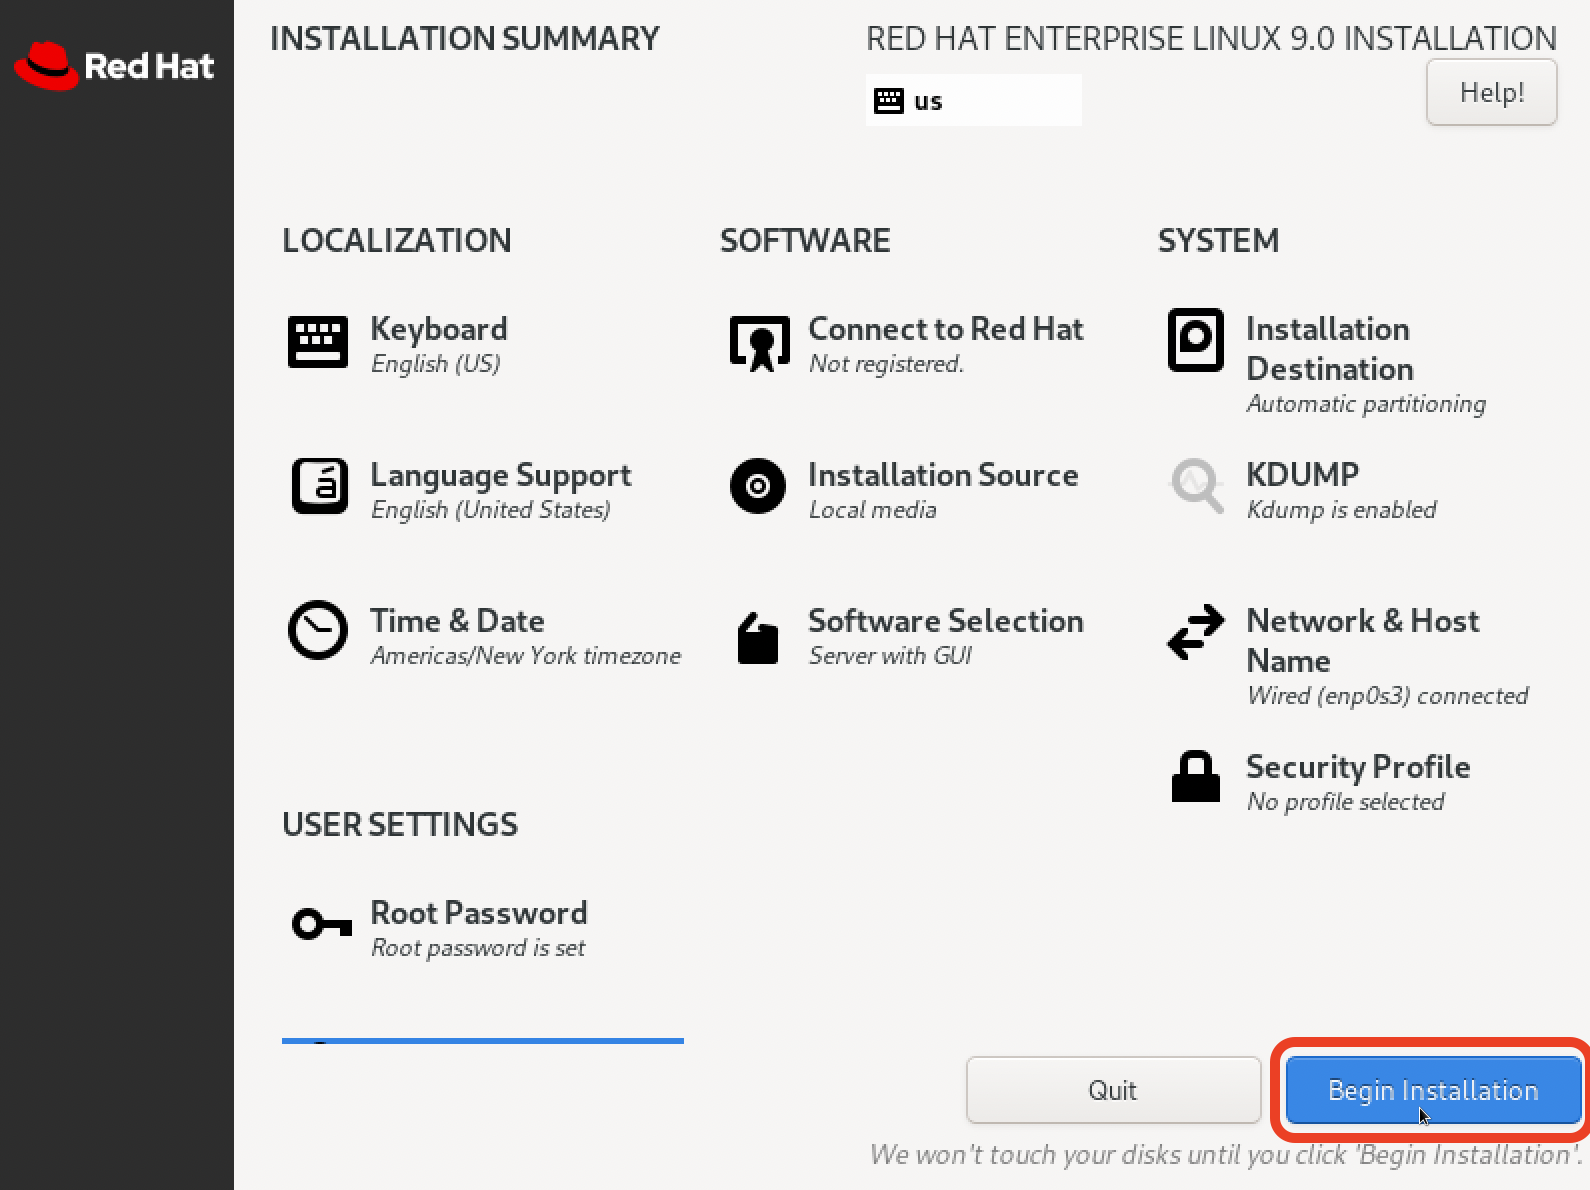 Red Hat
INSTALLATION SUMMARY
RED HAT ENTERPRISE LINUX 9.0 INSTALLATION
us
Help!
LOCALIZATION
Keyboard
English (US)
Language Support
English (United States)
Time & Date
Americas/New York timezone
SOFTWARE
Connect to Red Hat
Not registered.
Installation Source
Local media
Software Selection
Server with GUI
SYSTEM
Installation
Destination
Automatic partitioning
KDUMP
Kdump is enabled
Network & Host
Name
Wired (enp0s3) connected
Security Profile
No profile selected
USER SETTINGS
Root Password
Root password is set
Quit
Begin Installation
We won't touch your disks until you click 'Begin Installation'.